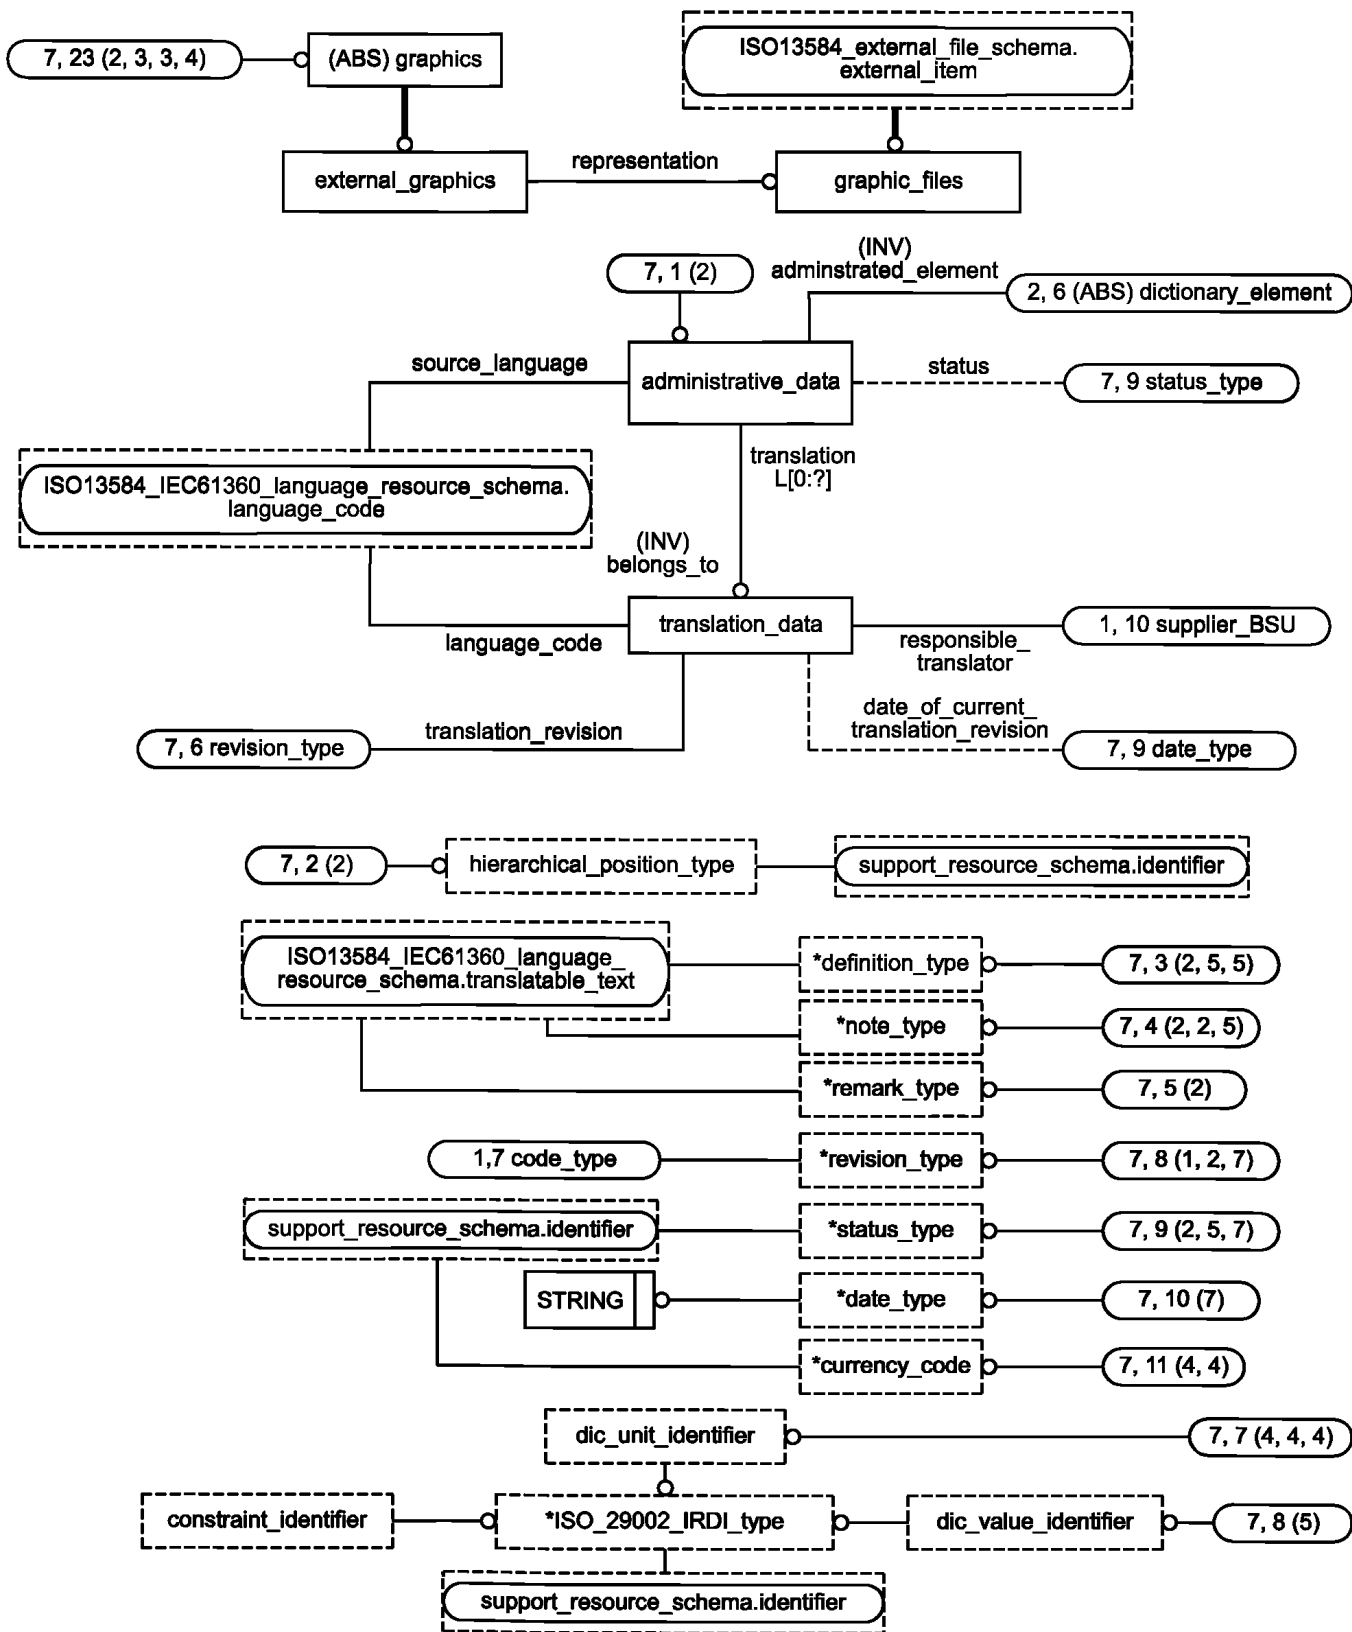 7, 23 (2, 3, 3, 4)
(ABS) graphics
ISO13584_external_file_schema.
external_item
external_graphics
representation
graphic_files
7, 1 (2)
(INV)
adminstrated_element
2, 6 (ABS) dictionary_element
source_language
administrative_data
status
7, 9 status_type
translation
L[0:?]
ISO13584_IEC61360_language_resource_schema.
language_code
(INV)
belongs_to
language_code
translation_data
responsible_
translator
1, 10 supplier_BSU
7, 6 revision_type
translation_revision
date_of_current_
translation_revision
7, 9 date_type
7, 2 (2)
hierarchical_position_type
support_resource_schema.identifier
ISO13584_IEC61360_language_
resource_schema.translatable_text
*definition_type
7, 3 (2, 5, 5)
*note_type
7, 4 (2, 2, 5)
*remark_type
7, 5 (2)
1,7 code_type
*revision_type
7, 8 (1, 2, 7)
support_resource_schema.identifier
*status_type
7, 9 (2, 5, 7)
STRING
*date_type
7, 10 (7)
*currency_code
7, 11 (4, 4)
dic_unit_identifier
7, 7 (4, 4, 4)
constraint_identifier
*ISO_29002_IRDI_type
dic_value_identifier
7, 8 (5)
support_resource_schema.identifier